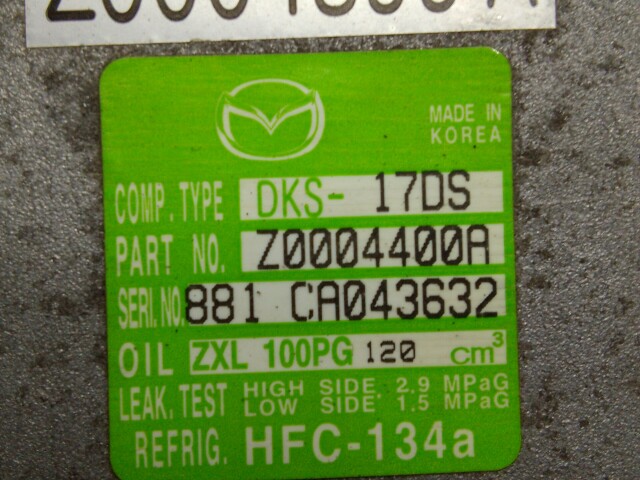 MADE IN
KOREA
COMP. TYPE DKS- 17DS
PART NO. Z0004400A
SERI.NO. 881 CA043632
OIL ZXL 100PG 120 cm³
LEAK. TEST HIGH SIDE. 2.9 MPaG
LOW SIDE. 1.5 MPaG
REFRIG. HFC-134a